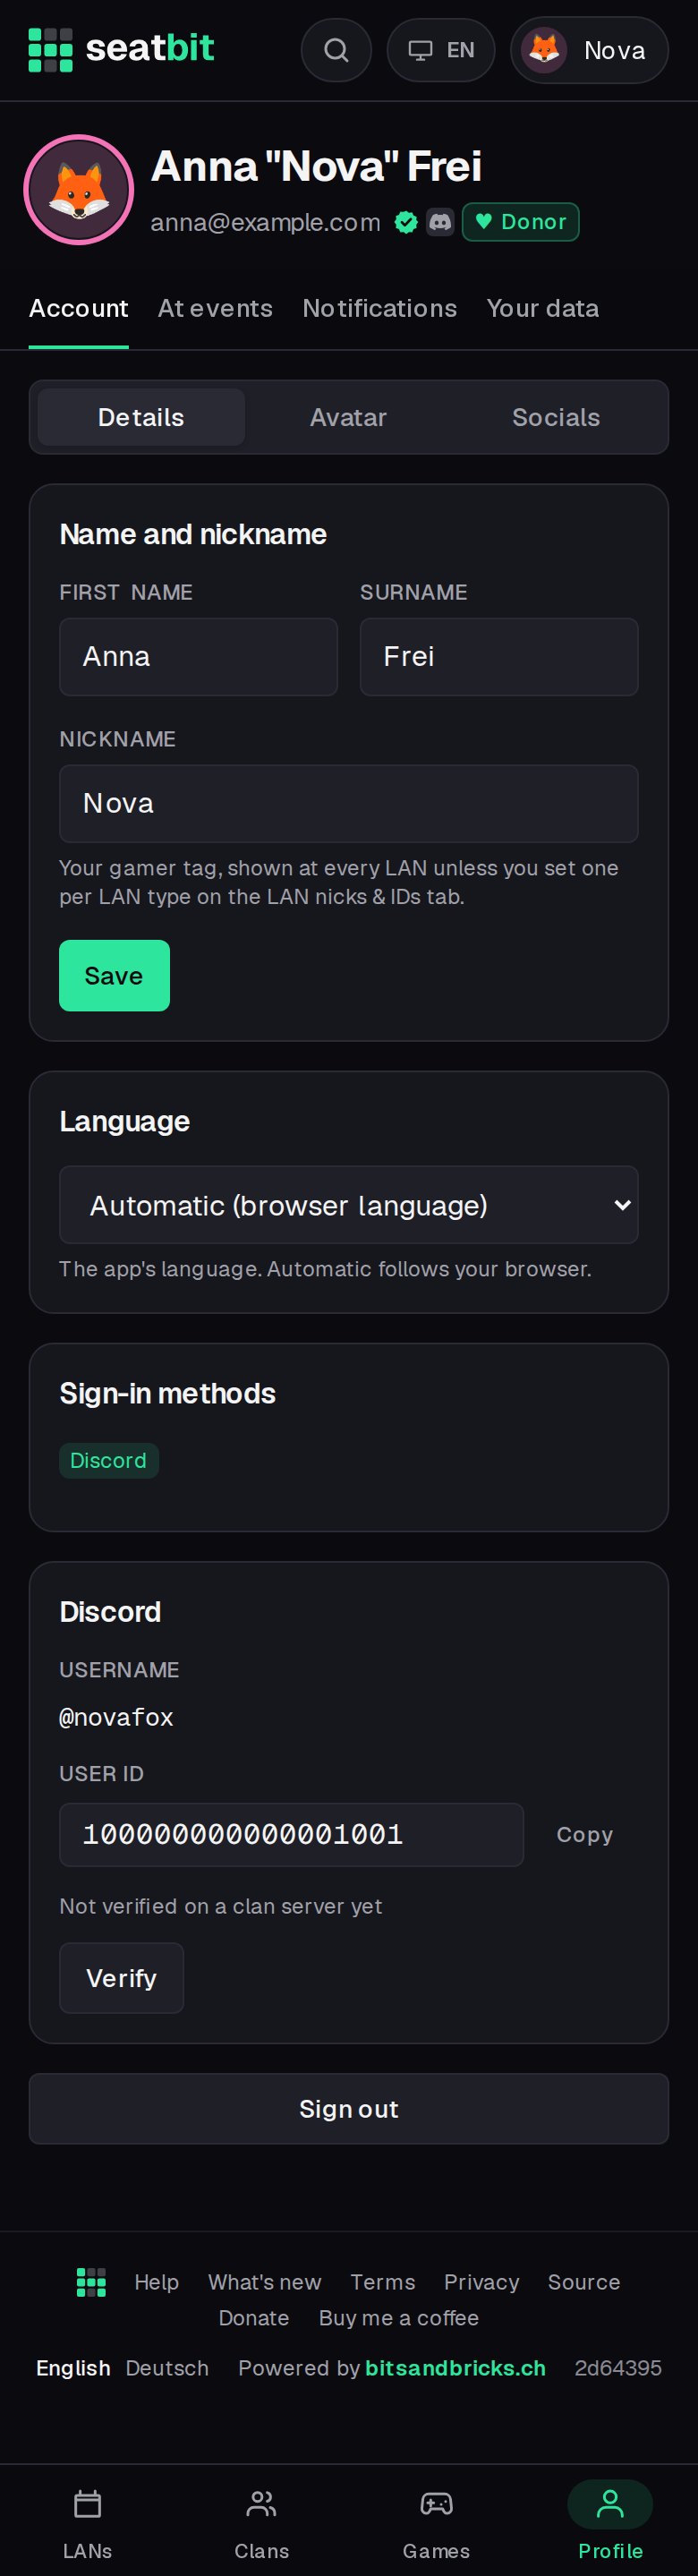 seatbit EN Nova
Anna "Nova" Frei
anna@example.com ♥ Donor
Account At events Notifications Your data
Details Avatar Socials
Name and nickname
FIRST NAME SURNAME
Anna Frei
NICKNAME
Nova
Your gamer tag, shown at every LAN unless you set one
per LAN type on the LAN nicks & IDs tab.
Save
Language
Automatic (browser language)
The app's language. Automatic follows your browser.
Sign-in methods
Discord
Discord
USERNAME
@novafox
USER ID
100000000000001001 Copy
Not verified on a clan server yet
Verify
Sign out
Help What's new Terms Privacy Source
Donate Buy me a coffee
English Deutsch Powered by bitsandbricks.ch 2d64395
LANs Clans Games Profile